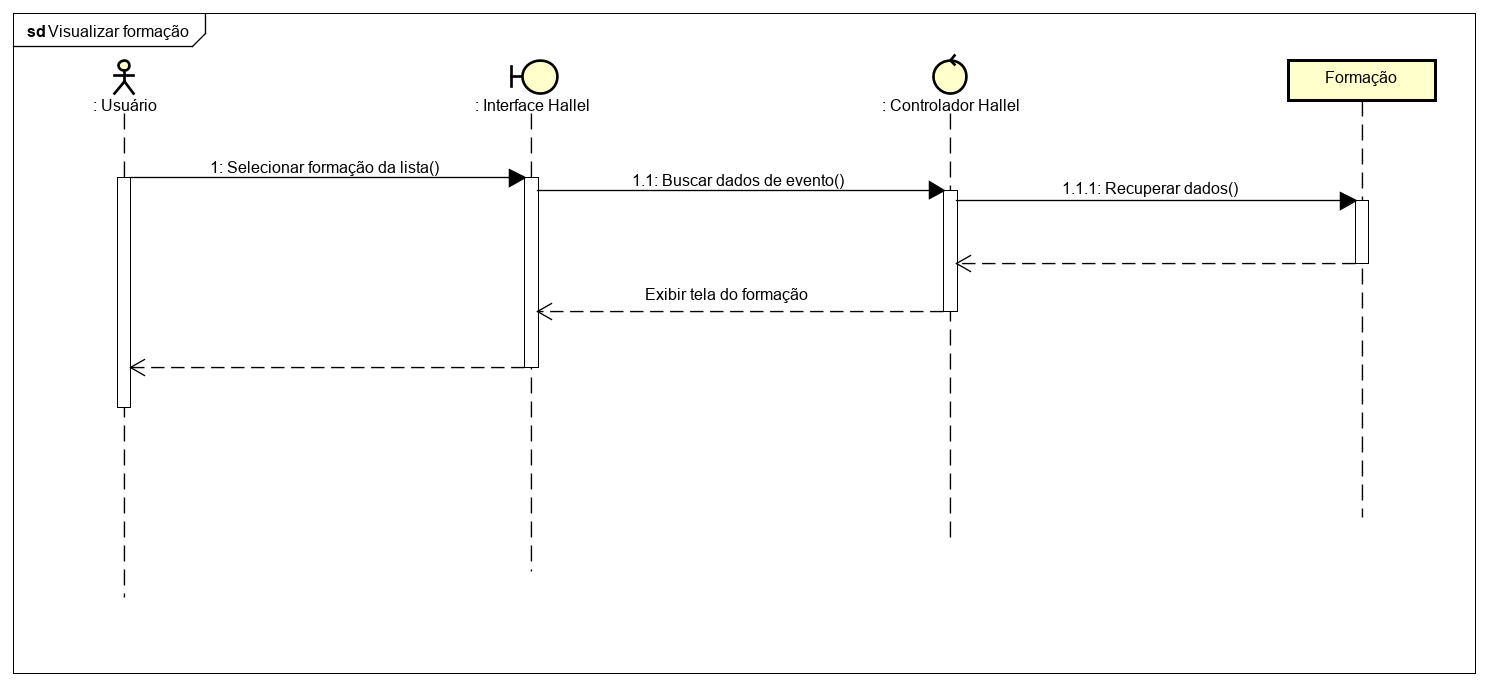 sd Visualizar formação
: Usuário
: Interface Hallel
: Controlador Hallel
Formação
1: Selecionar formação da lista()
1.1: Buscar dados de evento()
1.1.1: Recuperar dados()
Exibir tela do formação